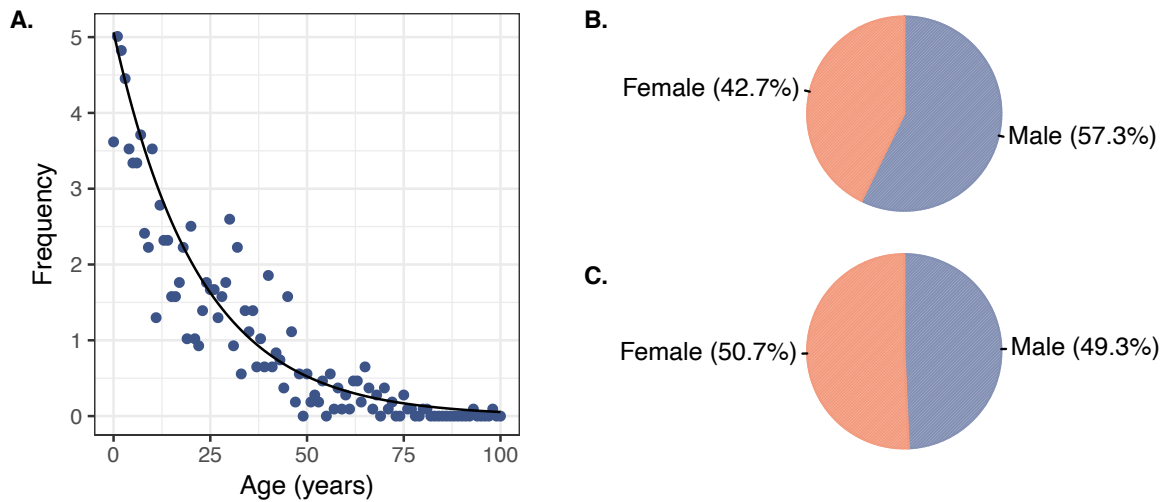 A.
5
4
3
2
1
0
Frequency
0 25 50 75 100
Age (years)
B.
Female (42.7%)
Male (57.3%)
C.
Female (50.7%)
Male (49.3%)